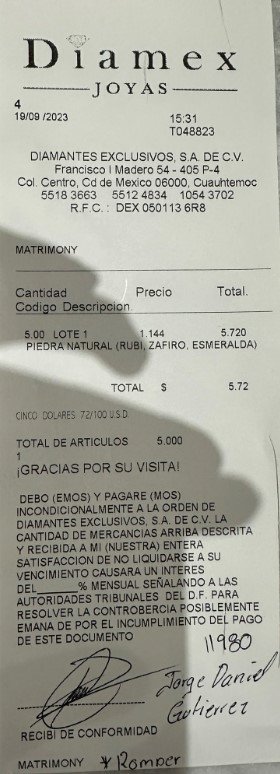 Diamex
JOYAS
4
19/09 /2023 15:31
T048823
DIAMANTES EXCLUSIVOS, S.A. DE C.V.
Francisco I Madero 54 - 405 P-4
Col. Centro, Cd de Mexico 06000, Cuauhtemoc
5518 3663 5512 4834 1054 3702
R.F.C. : DEX 050113 6R8
MATRIMONY
Cantidad Precio Total.
Codigo Descripcion.
5.00 LOTE 1 1.144 5.720
PIEDRA NATURAL (RUBI, ZAFIRO, ESMERALDA)
TOTAL $ 5.72
CINCO DOLARES 72/100 U.S.D.
TOTAL DE ARTICULOS 5.000
1
¡GRACIAS POR SU VISITA!
DEBO (EMOS) Y PAGARE (MOS)
INCONDICIONALMENTE A LA ORDEN DE
DIAMANTES EXCLUSIVOS, S.A. DE C.V. LA
CANTIDAD DE MERCANCIAS ARRIBA DESCRITA
Y RECIBIDA A MI (NUESTRA) ENTERA
SATISFACCION DE NO LIQUIDARSE A SU
VENCIMIENTO CAUSARA UN INTERES
DEL______% MENSUAL SEÑALANDO A LAS
AUTORIDADES TRIBUNALES DEL D.F. PARA
RESOLVER LA CONTROBERCIA POSIBLEMENTE
EMANA DE POR EL INCUMPLIMIENTO DEL PAGO
DE ESTE DOCUMENTO
11980
Jorge Daniel
Gutierrez
RECIBI DE CONFORMIDAD
MATRIMONY * Romper